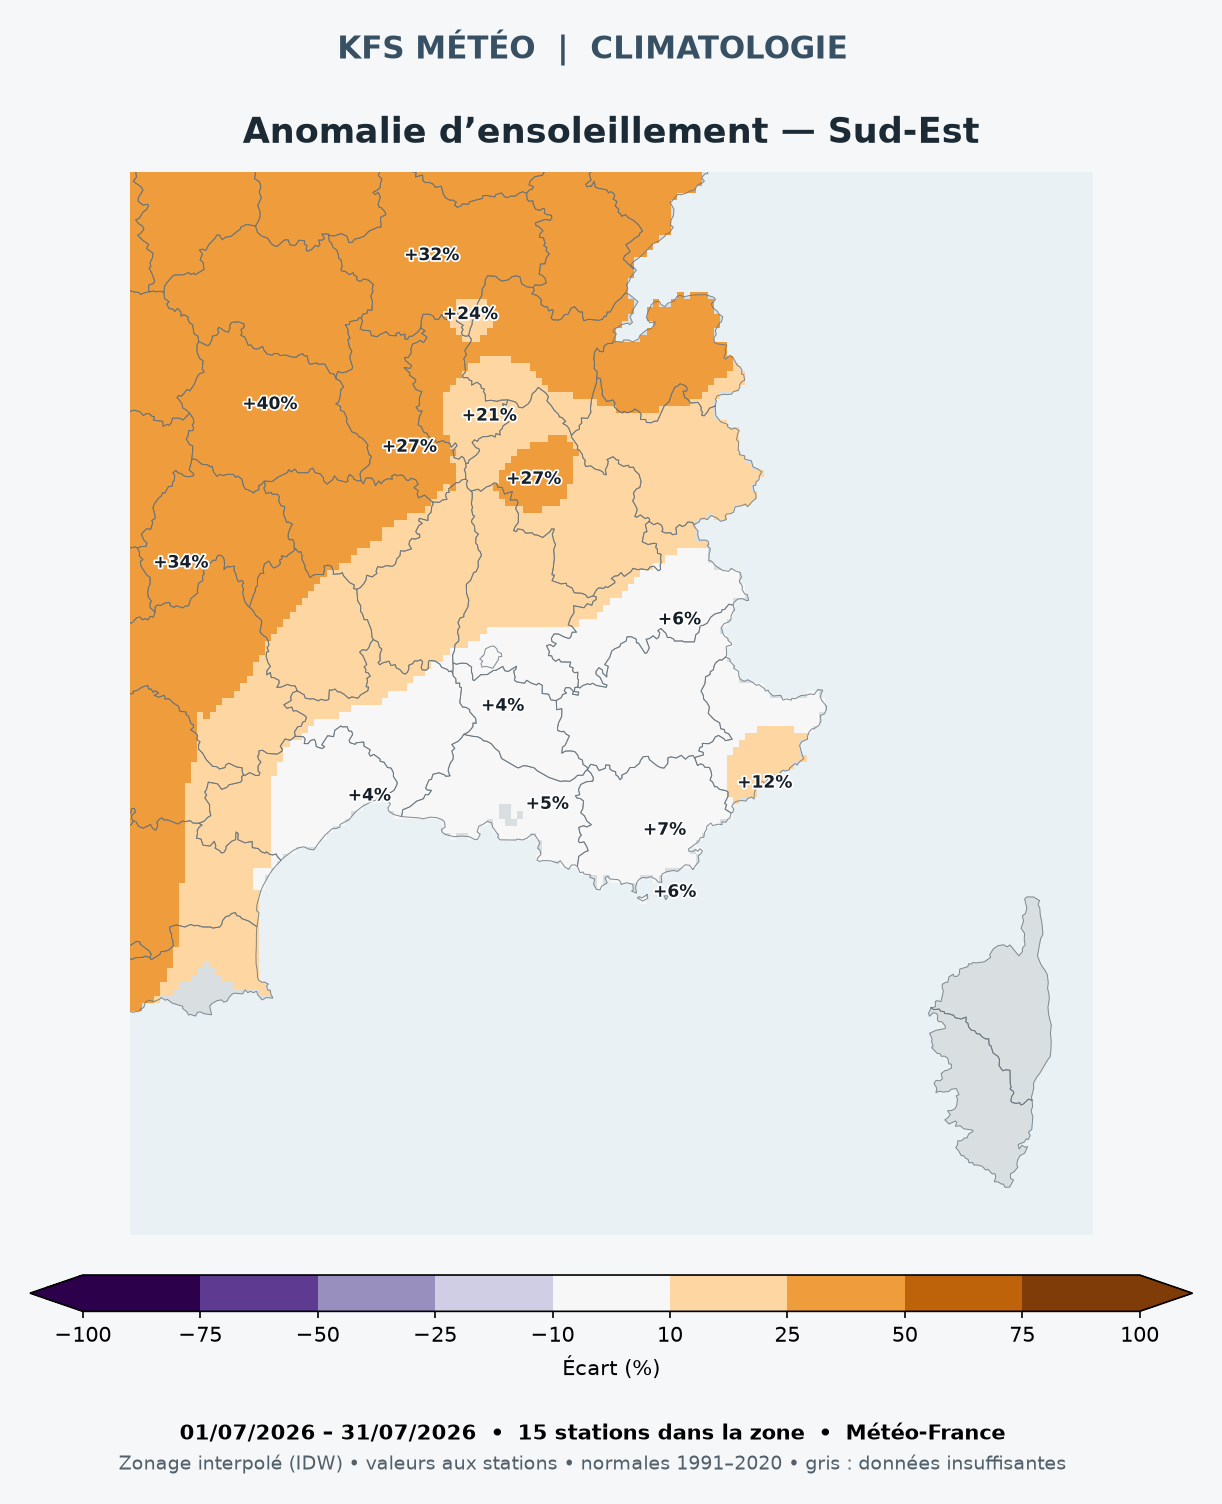 KFS MÉTÉO | CLIMATOLOGIE
Anomalie d’ensoleillement — Sud-Est
+32%
+24%
+40%
+21%
+27%
+27%
+34%
+6%
+4%
+12%
+4%
+5%
+7%
+6%
−100 −75 −50 −25 −10 10 25 50 75 100
Écart (%)
01/07/2026 – 31/07/2026 • 15 stations dans la zone • Météo-France
Zonage interpolé (IDW) • valeurs aux stations • normales 1991–2020 • gris : données insuffisantes